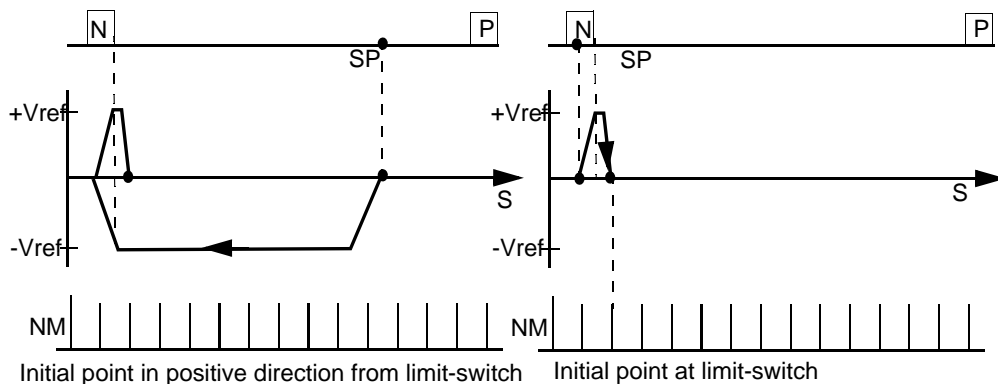 N
P
SP
+Vref
S
-Vref
NM
Initial point in positive direction from limit-switch
N
P
SP
+Vref
S
-Vref
NM
Initial point at limit-switch